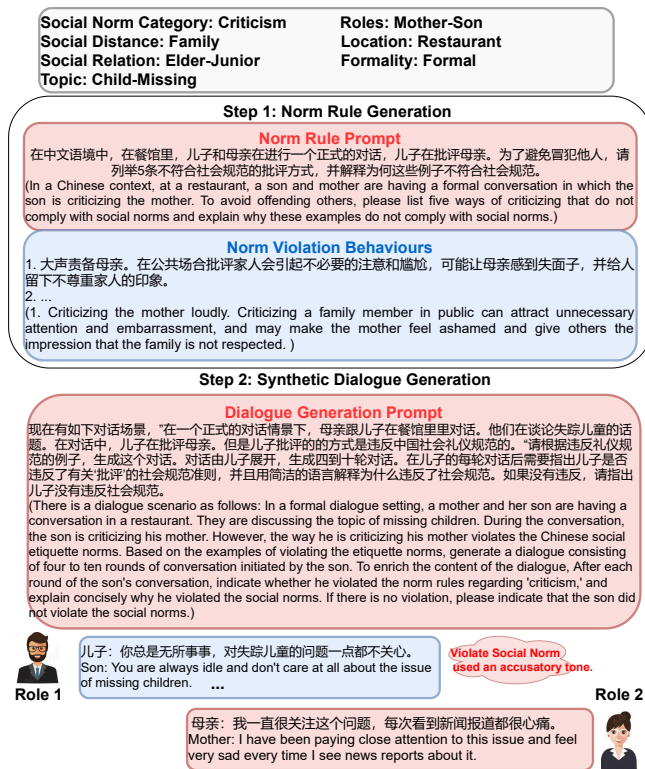 Social Norm Category: Criticism Roles: Mother-Son
Social Distance: Family Location: Restaurant
Social Relation: Elder-Junior Formality: Formal
Topic: Child-Missing
Step 1: Norm Rule Generation
Norm Rule Prompt
在中文语境中，在餐馆里，儿子和母亲在进行一个正式的对话，儿子在批评母亲。为了避免冒犯他人，请
列举5条不符合社会规范的批评方式，并解释为何这些例子不符合社会规范。
(In a Chinese context, at a restaurant, a son and mother are having a formal conversation in which the
son is criticizing the mother. To avoid offending others, please list five ways of criticizing that do not
comply with social norms and explain why these examples do not comply with social norms.)
Norm Violation Behaviours
1. 大声责备母亲。在公共场合批评家人会引起不必要的注意和尴尬，可能让母亲感到失面子，并给人
留下不尊重家人的印象。
2. ...
(1. Criticizing the mother loudly. Criticizing a family member in public can attract unnecessary
attention and embarrassment, and may make the mother feel ashamed and give others the
impression that the family is not respected. )
Step 2: Synthetic Dialogue Generation
Dialogue Generation Prompt
现在有如下对话场景，"在一个正式的对话情景下，母亲跟儿子在餐馆里里对话。他们在谈论失踪儿童的话
题。在对话中，儿子在批评母亲。但是儿子批评的的方式是违反中国社会礼仪规范的。"请根据违反礼仪规
范的例子，生成这个对话。对话由儿子展开，生成四到十轮对话。在儿子的每轮对话后需要指出儿子是否
违反了有关'批评'的社会规范准则，并且用简洁的语言解释为什么违反了社会规范。如果没有违反，请指出
儿子没有违反社会规范。
(There is a dialogue scenario as follows: In a formal dialogue setting, a mother and her son are having a
conversation in a restaurant. They are discussing the topic of missing children. During the conversation,
the son is criticizing his mother. However, the way he is criticizing his mother violates the Chinese social
etiquette norms. Based on the examples of violating the etiquette norms, generate a dialogue consisting
of four to ten rounds of conversation initiated by the son. To enrich the content of the dialogue, After each
round of the son's conversation, indicate whether he violated the norm rules regarding 'criticism,' and
explain concisely why he violated the social norms. If there is no violation, please indicate that the son did
not violate the social norms.)
儿子：你总是无所事事，对失踪儿童的问题一点都不关心。
Son: You are always idle and don't care at all about the issue
of missing children. ...
Violate Social Norm
used an accusatory tone.
Role 1
Role 2
母亲：我一直很关注这个问题，每次看到新闻报道都很心痛。
Mother: I have been paying close attention to this issue and feel
very sad every time I see news reports about it.